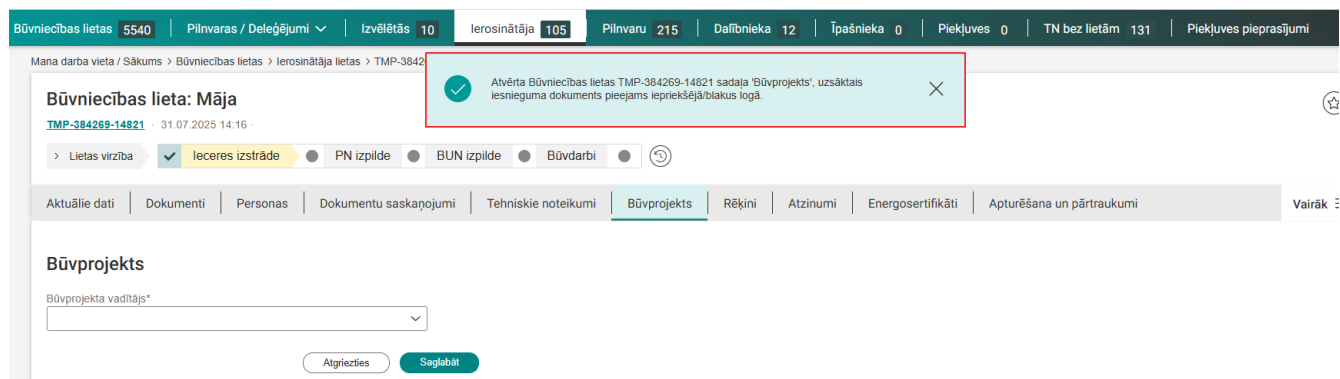 Būvniecības lietas 5540 Pilnvaras / Deleģējumi Izvēlētās 10 Ierosinātāja 105 Pilnvaru 215 Dalībnieka 12 Īpašnieka 0 Piekļuves 0 TN bez lietām 131 Piekļuves pieprasījumi
Mana darba vieta / Sākums > Būvniecības lietas > Ierosinātāja lietas > TMP-3842
Atvērta Būvniecības lietas TMP-384269-14821 sadaļa 'Būvprojekts', uzsāktais
iesnieguma dokuments pieejams iepriekšējā/blakus logā.
Būvniecības lieta: Māja
TMP-384269-14821 · 31.07.2025 14:16 ·
> Lietas virzība Ieceres izstrāde PN izpilde BUN izpilde Būvdarbi
Aktuālie dati Dokumenti Personas Dokumentu saskaņojumi Tehniskie noteikumi Būvprojekts Rēķini Atzinumi Energosertifikāti Apturēšana un pārtraukumi Vairāk
Būvprojekts
Būvprojekta vadītājs*
Atgriezties Saglabāt